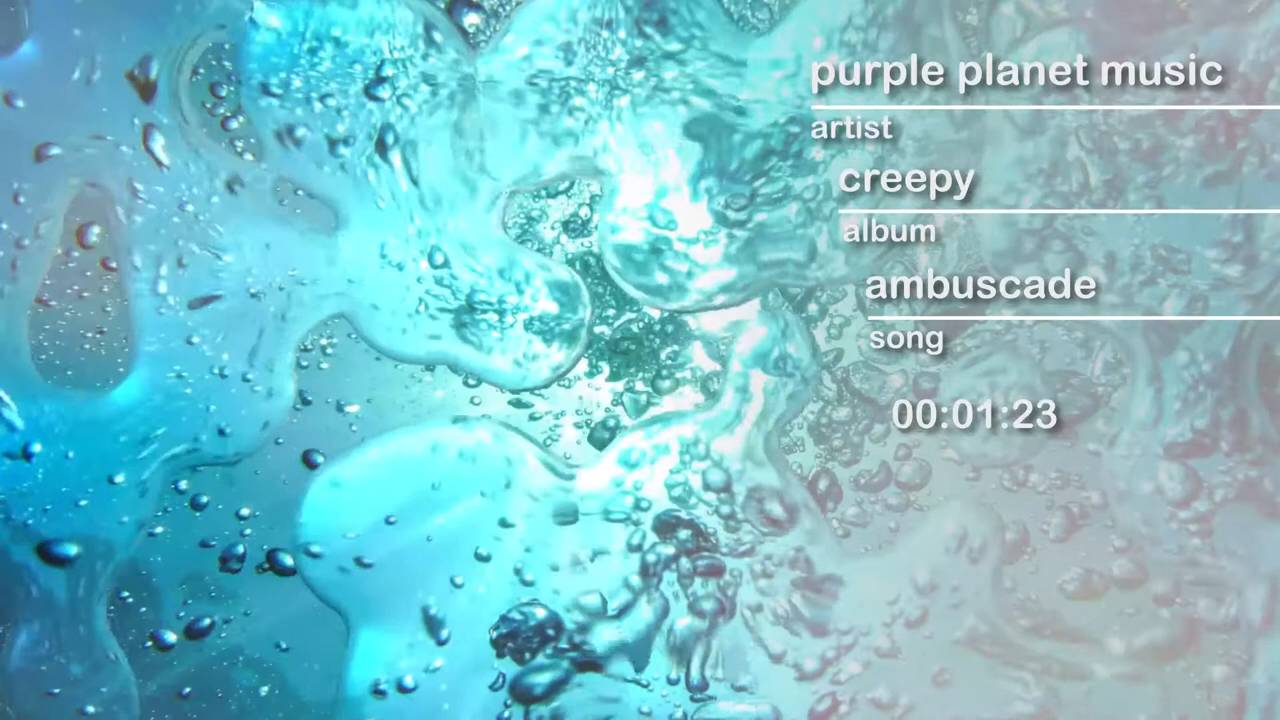 purple planet music
artist
creepy
album
ambuscade
song
00:01:23